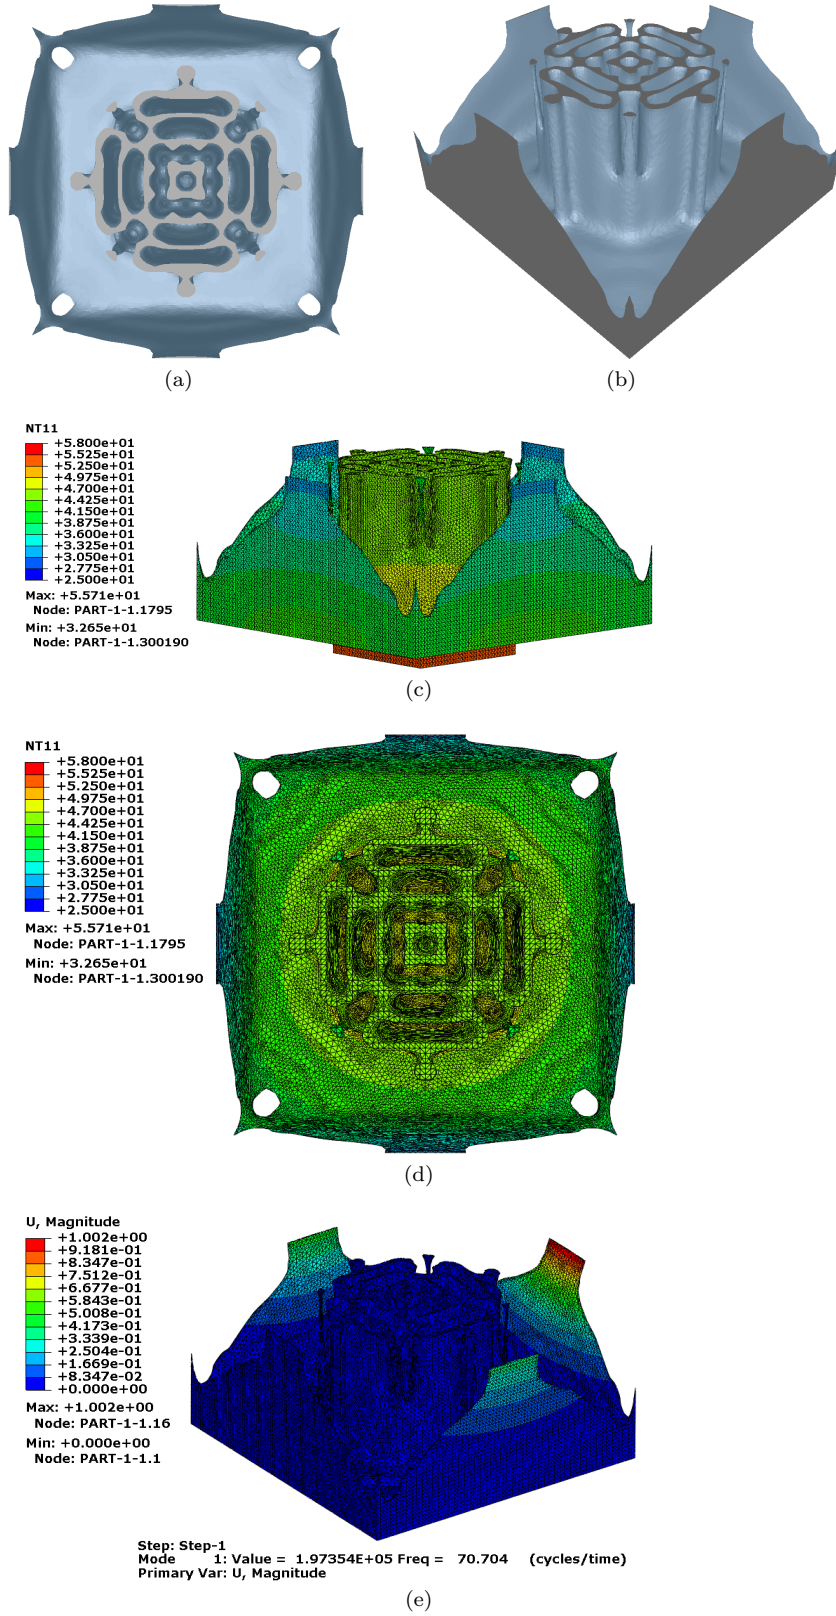 (a)
(b)
NT11
+5.800e+01
+5.525e+01
+5.250e+01
+4.975e+01
+4.700e+01
+4.425e+01
+4.150e+01
+3.875e+01
+3.600e+01
+3.325e+01
+3.050e+01
+2.775e+01
+2.500e+01
Max: +5.571e+01
Node: PART-1-1.1795
Min: +3.265e+01
Node: PART-1-1.300190
(c)
NT11
+5.800e+01
+5.525e+01
+5.250e+01
+4.975e+01
+4.700e+01
+4.425e+01
+4.150e+01
+3.875e+01
+3.600e+01
+3.325e+01
+3.050e+01
+2.775e+01
+2.500e+01
Max: +5.571e+01
Node: PART-1-1.1795
Min: +3.265e+01
Node: PART-1-1.300190
(d)
U, Magnitude
+1.002e+00
+9.181e-01
+8.347e-01
+7.512e-01
+6.677e-01
+5.843e-01
+5.008e-01
+4.173e-01
+3.339e-01
+2.504e-01
+1.669e-01
+8.347e-02
+0.000e+00
Max: +1.002e+00
Node: PART-1-1.16
Min: +0.000e+00
Node: PART-1-1.1
Step: Step-1
Mode 1: Value = 1.97354E+05 Freq = 70.704 (cycles/time)
Primary Var: U, Magnitude
(e)